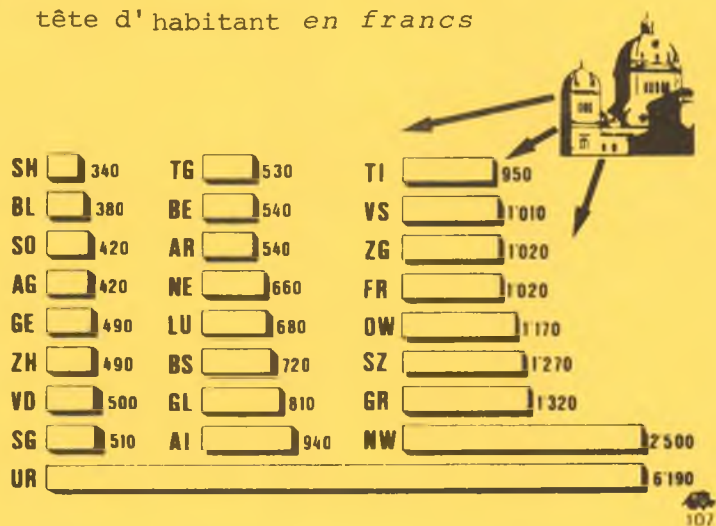 tête d'habitant en francs
SH 340 TG 530 TI 950
BL 380 BE 540 VS 1'010
SO 420 AR 540 ZG 1'020
AG 420 NE 660 FR 1'020
GE 490 LU 680 OW 1'170
ZH 490 BS 720 SZ 1'270
VD 500 GL 810 GR 1'320
SG 510 AI 940 NW 2'500
UR 6'190
107